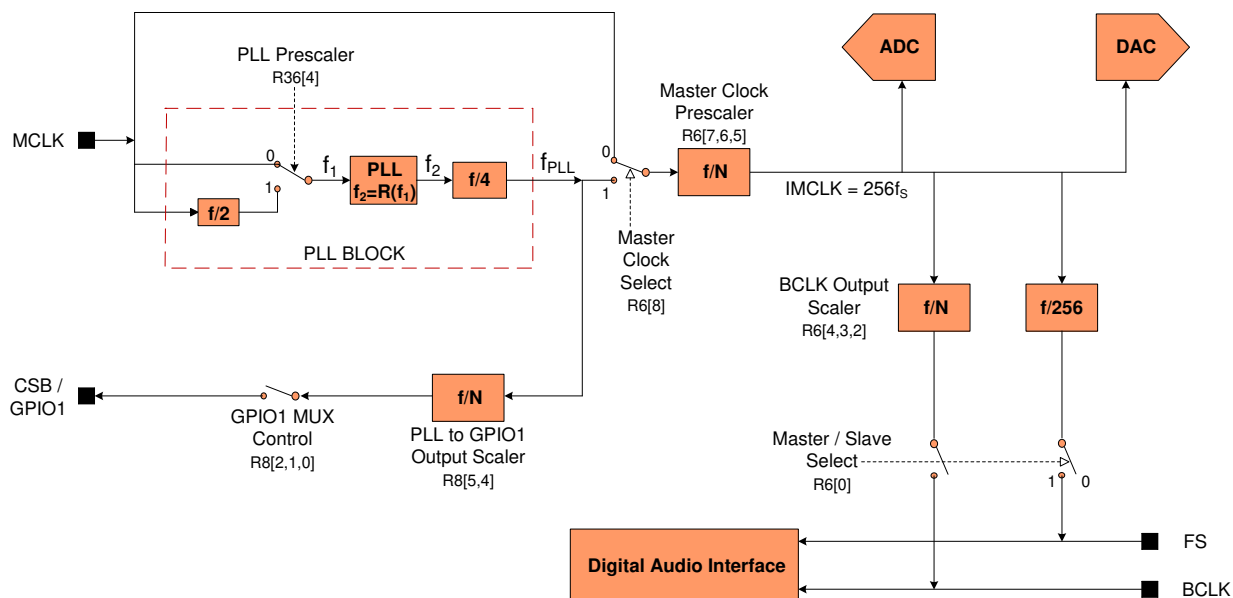 ADC
DAC
PLL Prescaler
R36[4]
Master Clock
Prescaler
R6[7,6,5]
MCLK
0
1
f/2
f1
PLL
f2=R(f1)
f2
f/4
fPLL
PLL BLOCK
0
1
Master
Clock
Select
R6[8]
f/N
IMCLK = 256fS
BCLK Output
Scaler
R6[4,3,2]
f/N
f/256
CSB /
GPIO1
GPIO1 MUX
Control
R8[2,1,0]
f/N
PLL to GPIO1
Output Scaler
R8[5,4]
Master / Slave
Select
R6[0]
1
0
Digital Audio Interface
FS
BCLK